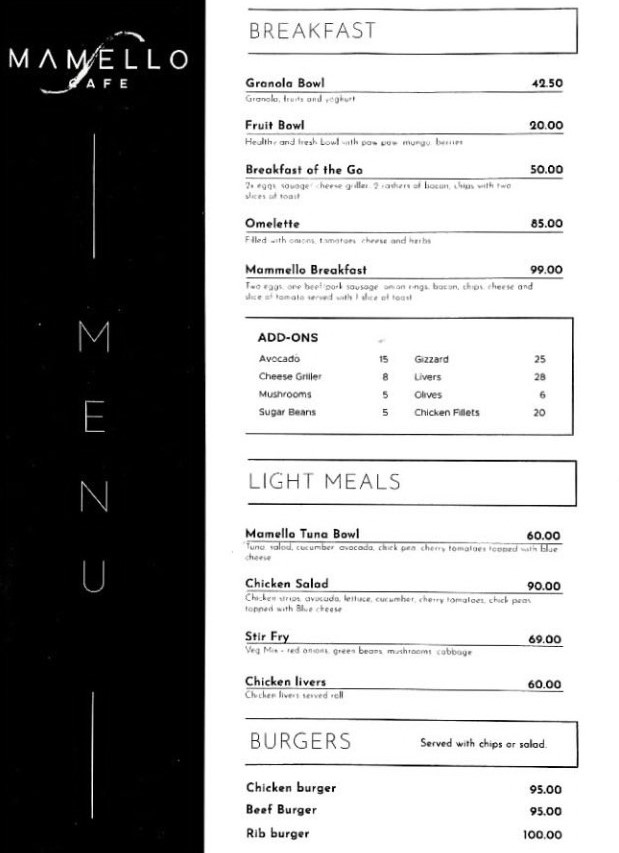 MAMELLO
CAFE
MENU
BREAKFAST
Granola Bowl 42.50
Granola, fruits and yoghurt
Fruit Bowl 20.00
Healthy and fresh bowl with paw paw, mango, berries
Breakfast of the Go 50.00
2x eggs, sausage, cheese griller, 2 rashers of bacon, chips with two
slices of toast
Omelette 85.00
Filled with onions, tomatoes, cheese and herbs
Mammello Breakfast 99.00
Two eggs, one beef/pork sausage, onion rings, bacon, chips, cheese and
slice of tomato served with 1 slice of toast
ADD-ONS
Avocado 15 Gizzard 25
Cheese Griller 8 Livers 28
Mushrooms 5 Olives 6
Sugar Beans 5 Chicken Fillets 20
LIGHT MEALS
Mamello Tuna Bowl 60.00
Tuna, salad, cucumber, avocado, chick pea, cherry tomatoes topped with blue
cheese
Chicken Salad 90.00
Chicken strips, avocado, lettuce, cucumber, cherry tomatoes, chick peas
topped with Blue cheese
Stir Fry 69.00
Veg Mix - red onions, green beans, mushrooms, cabbage
Chicken livers 60.00
Chicken livers served roll
BURGERS Served with chips or salad.
Chicken burger 95.00
Beef Burger 95.00
Rib burger 100.00